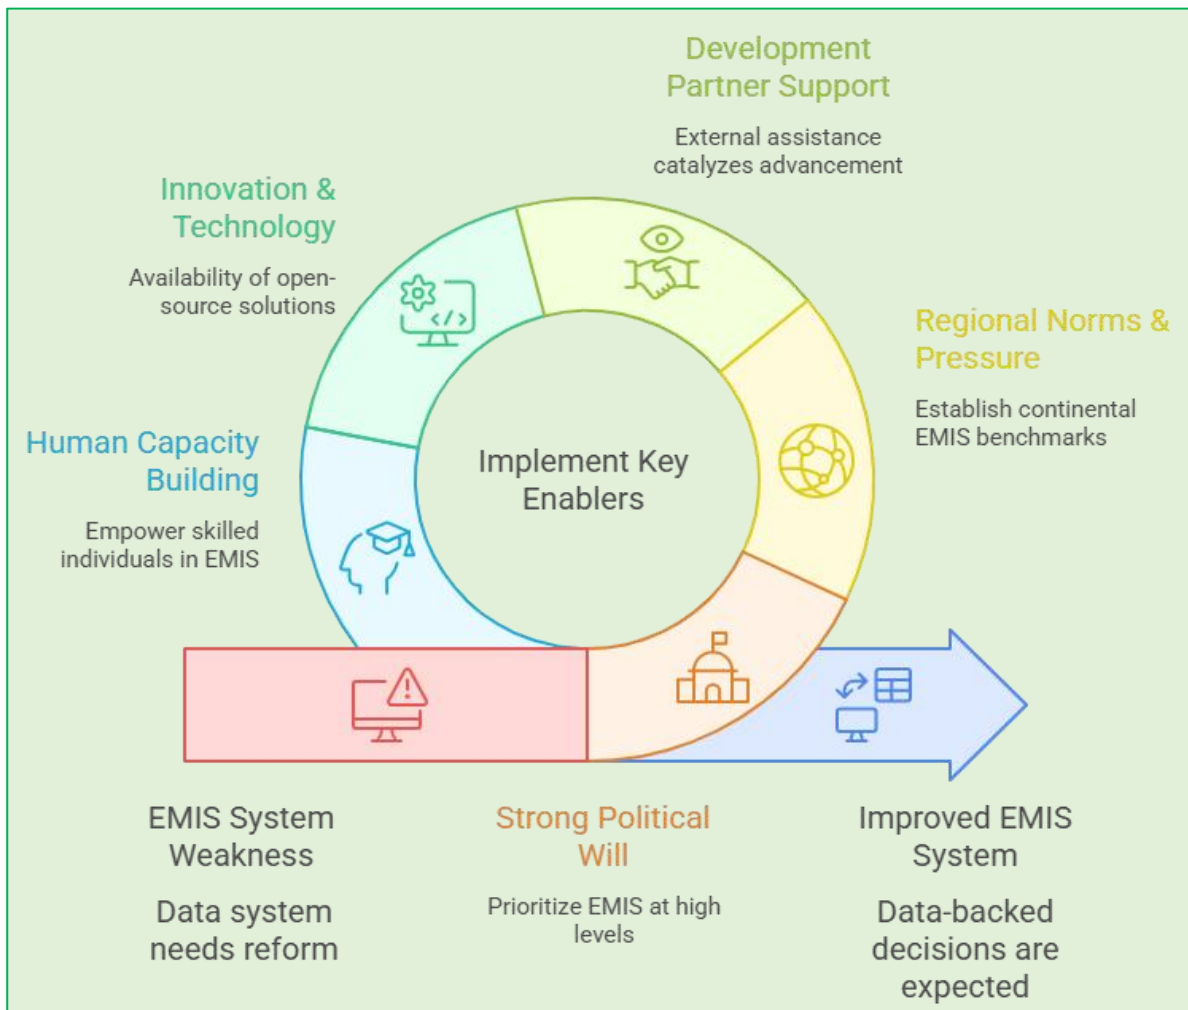 Development
Partner Support
External assistance
catalyzes advancement
Innovation &
Technology
Availability of open-
source solutions
Regional Norms &
Pressure
Establish continental
EMIS benchmarks
Human Capacity
Building
Empower skilled
individuals in EMIS
Implement Key
Enablers
</>
EMIS System
Weakness
Data system
needs reform
Strong Political
Will
Prioritize EMIS at high
levels
Improved EMIS
System
Data-backed
decisions are
expected